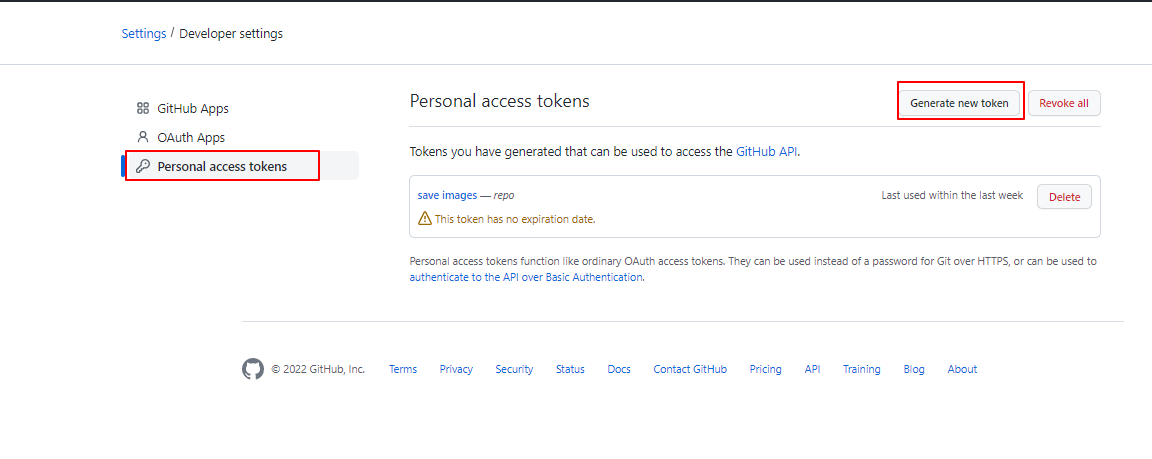 Settings / Developer settings
GitHub Apps
OAuth Apps
Personal access tokens
Personal access tokens
Generate new token
Revoke all
Tokens you have generated that can be used to access the GitHub API.
save images — repo
Last used within the last week
Delete
This token has no expiration date.
Personal access tokens function like ordinary OAuth access tokens. They can be used instead of a password for Git over HTTPS, or can be used to
authenticate to the API over Basic Authentication.
© 2022 GitHub, Inc.
Terms
Privacy
Security
Status
Docs
Contact GitHub
Pricing
API
Training
Blog
About